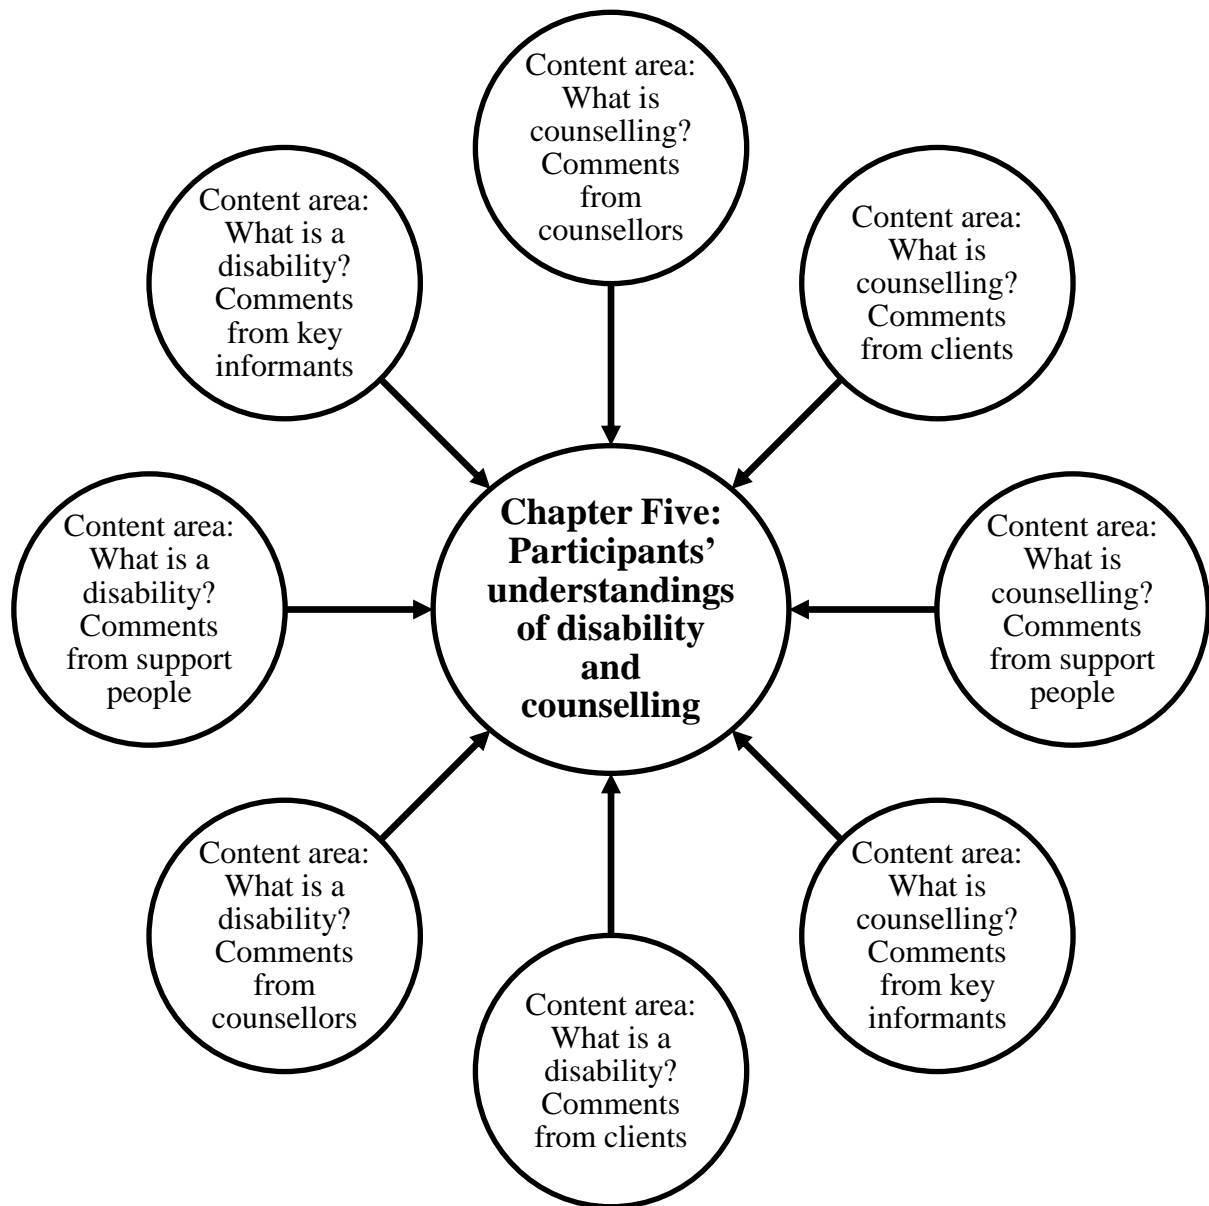 Content area:
What is
counselling?
Comments
from
counsellors
Content area:
What is a
disability?
Comments
from key
informants
Content area:
What is
counselling?
Comments
from clients
Content area:
What is a
disability?
Comments
from support
people
Chapter Five:
Participants’
understandings
of disability
and
counselling
Content area:
What is
counselling?
Comments
from support
people
Content area:
What is a
disability?
Comments
from
counsellors
Content area:
What is a
disability?
Comments
from clients
Content area:
What is
counselling?
Comments
from key
informants